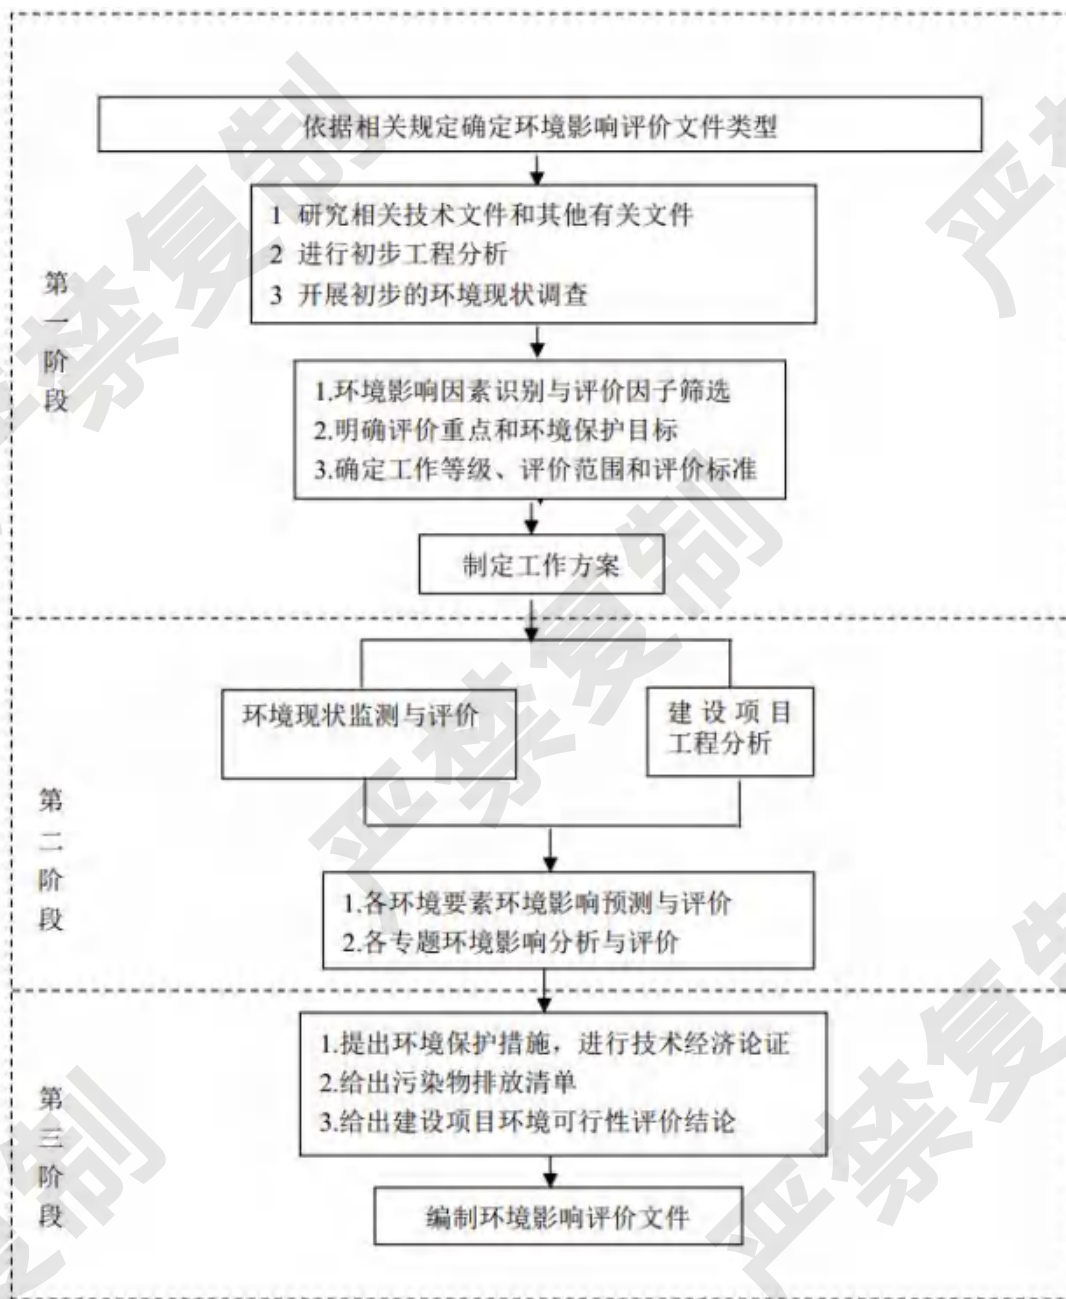 依据相关规定确定环境影响评价文件类型
1 研究相关技术文件和其他有关文件
2 进行初步工程分析
3 开展初步的环境现状调查
第一阶段
1.环境影响因素识别与评价因子筛选
2.明确评价重点和环境保护目标
3.确定工作等级、评价范围和评价标准
制定工作方案
环境现状监测与评价
建设项目
工程分析
第二阶段
1.各环境要素环境影响预测与评价
2.各专题环境影响分析与评价
1.提出环境保护措施，进行技术经济论证
2.给出污染物排放清单
3.给出建设项目环境可行性评价结论
第三阶段
编制环境影响评价文件
严禁复制
严禁复制
严禁复制
严禁复制
复制